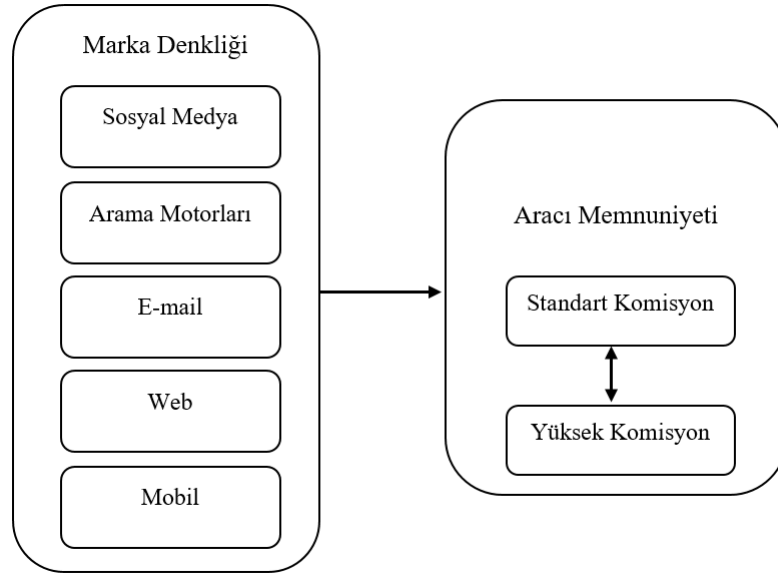 Marka Denkliği
Sosyal Medya
Arama Motorları
E-mail
Web
Mobil
Aracı Memnuniyeti
Standart Komisyon
Yüksek Komisyon